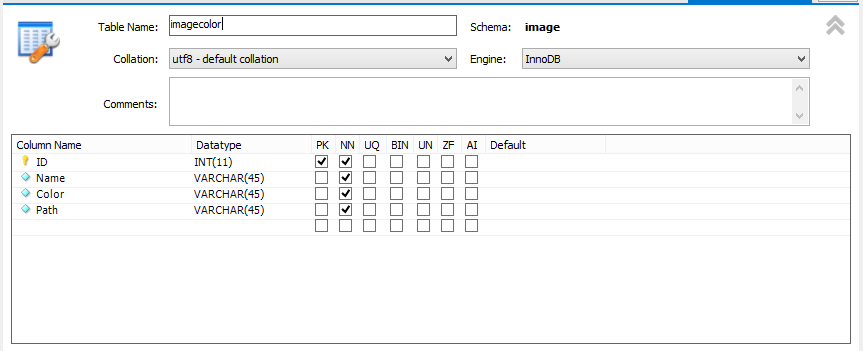 Table Name: imagecolor Schema: image
Collation: utf8 - default collation Engine: InnoDB
Comments:
Column Name Datatype PK NN UQ BIN UN ZF AI Default
ID INT(11)
Name VARCHAR(45)
Color VARCHAR(45)
Path VARCHAR(45)